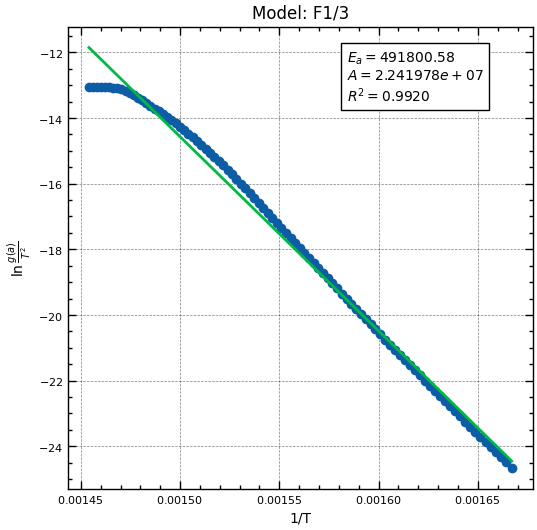 Model: F1/3
E_a = 491800.58
A = 2.241978e + 07
R^2 = 0.9920
−12
−14
−16
−18
−20
−22
−24
ln g(a)/T^2
0.00145 0.00150 0.00155 0.00160 0.00165
1/T